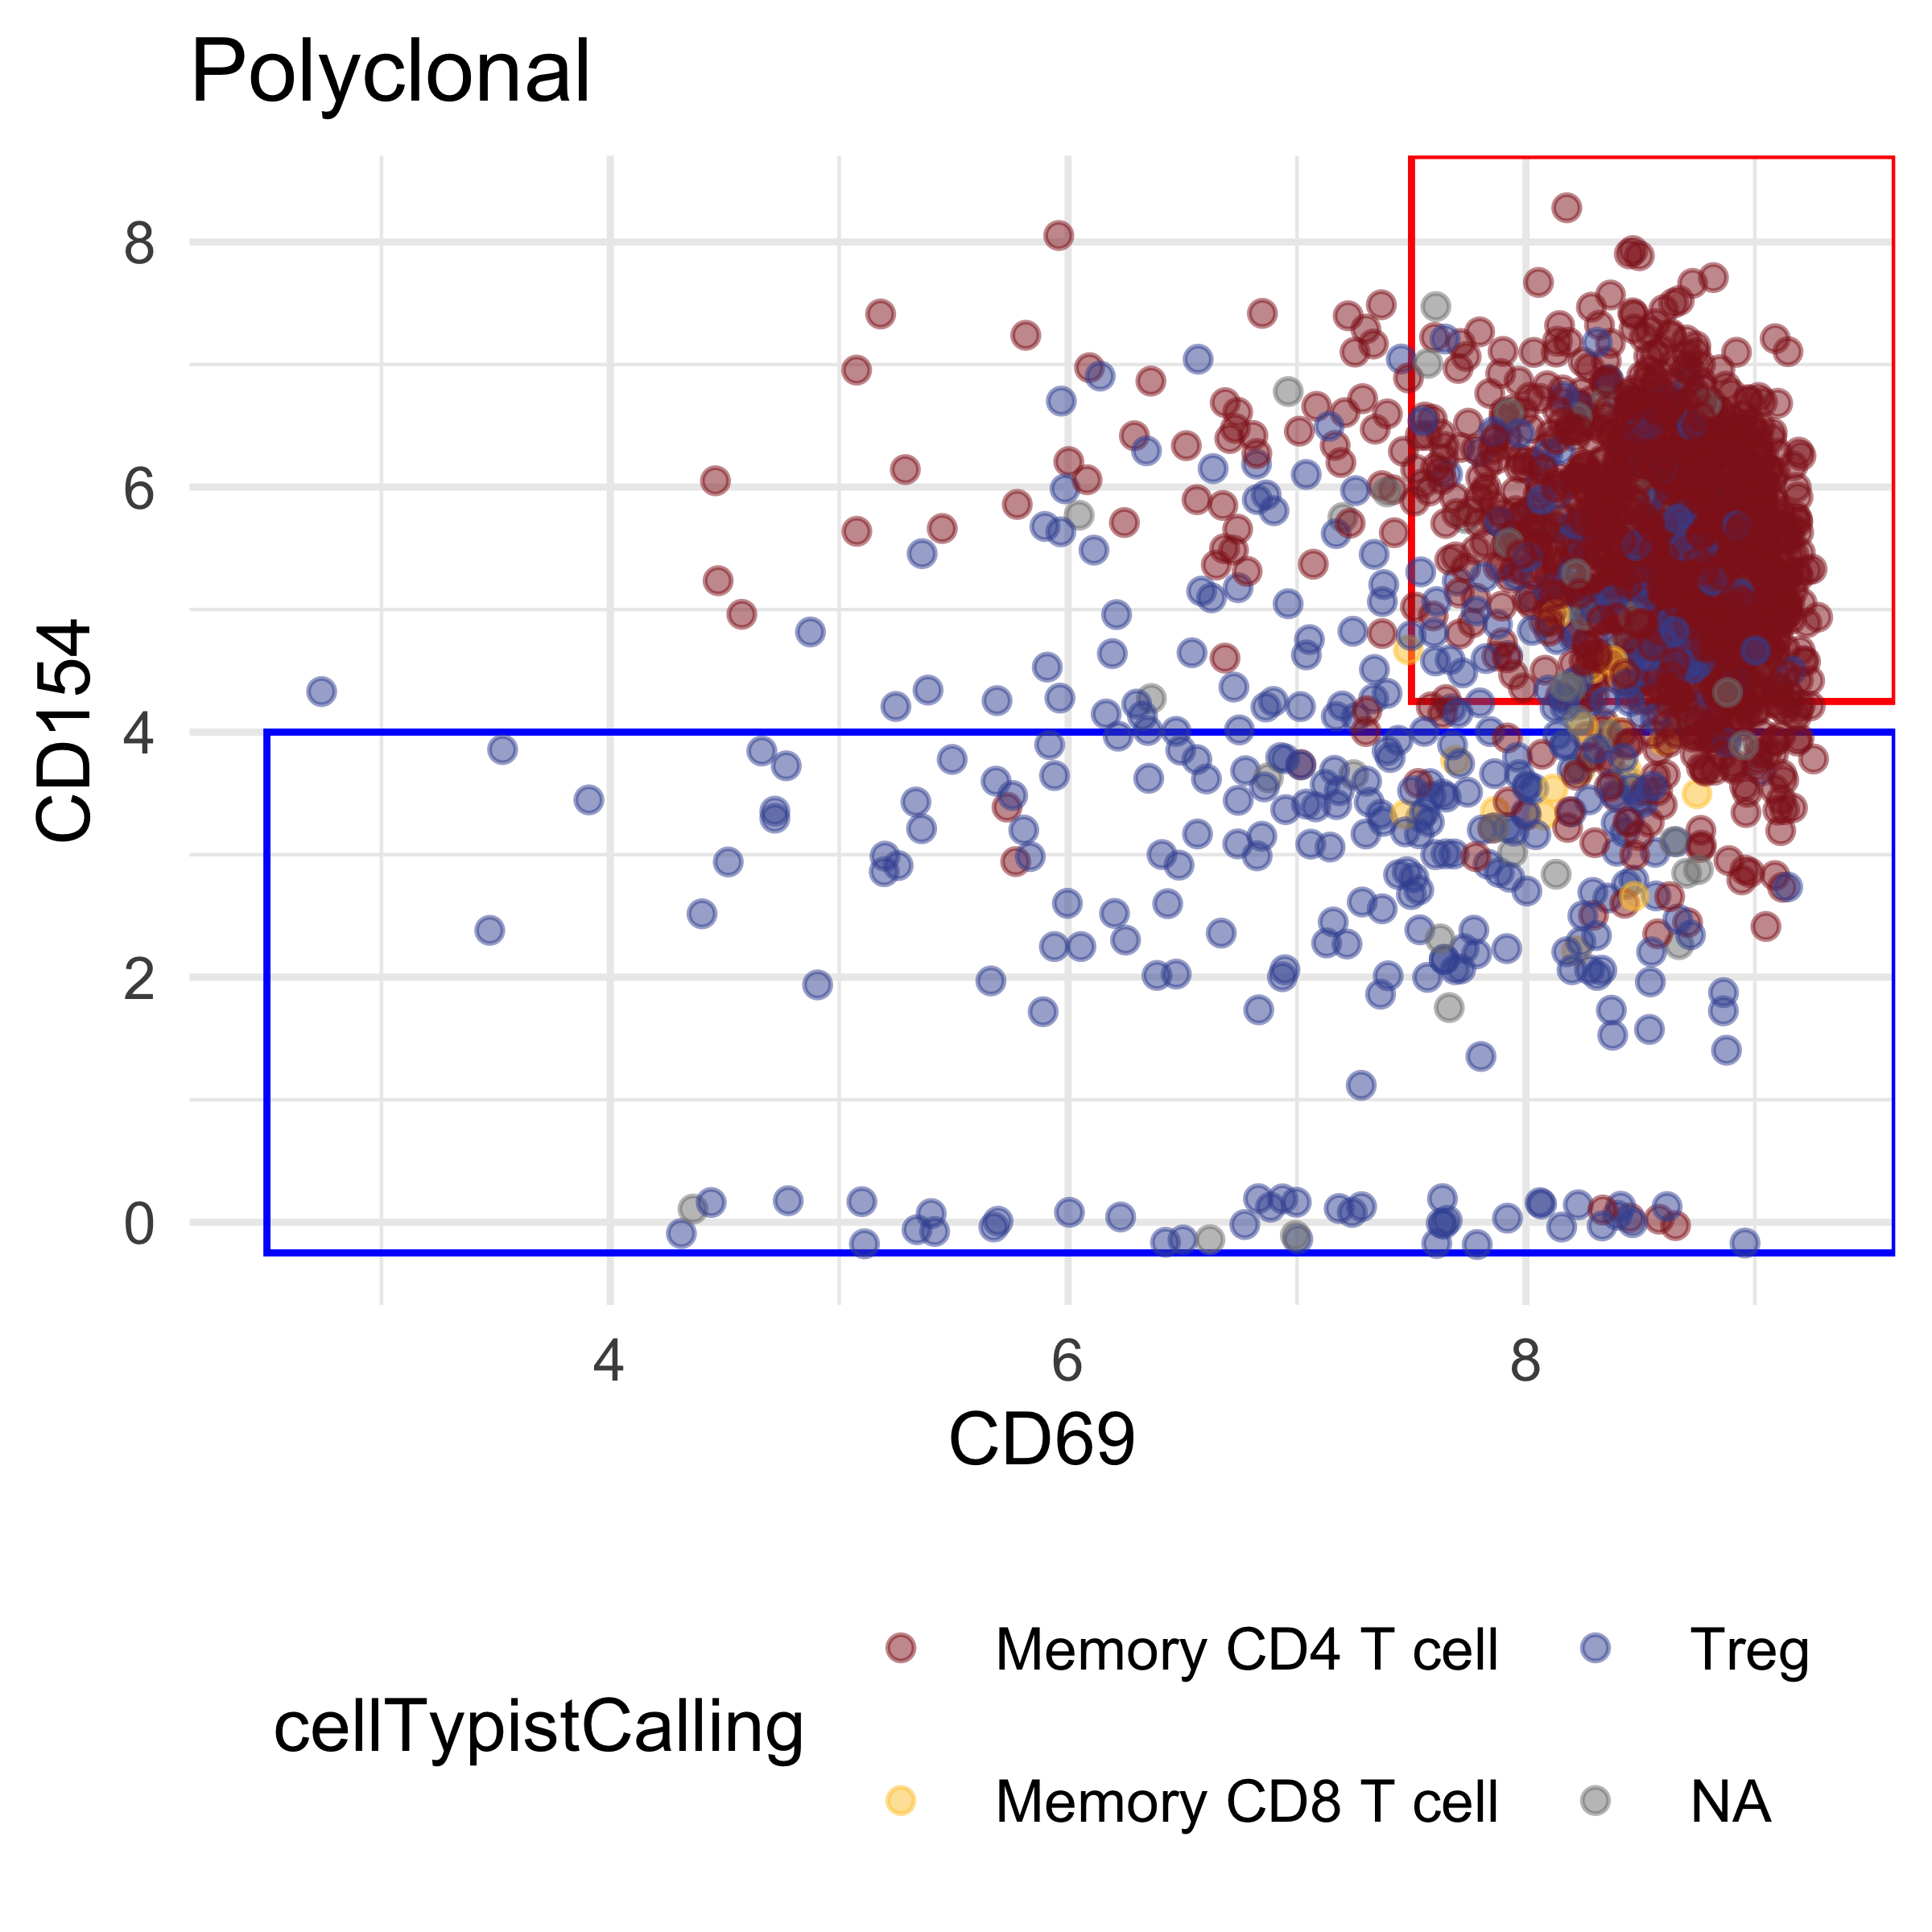 Polyclonal
8
6
4
2
0
CD154
4 6 8
CD69
cellTypistCalling
Memory CD4 T cell Treg
Memory CD8 T cell NA